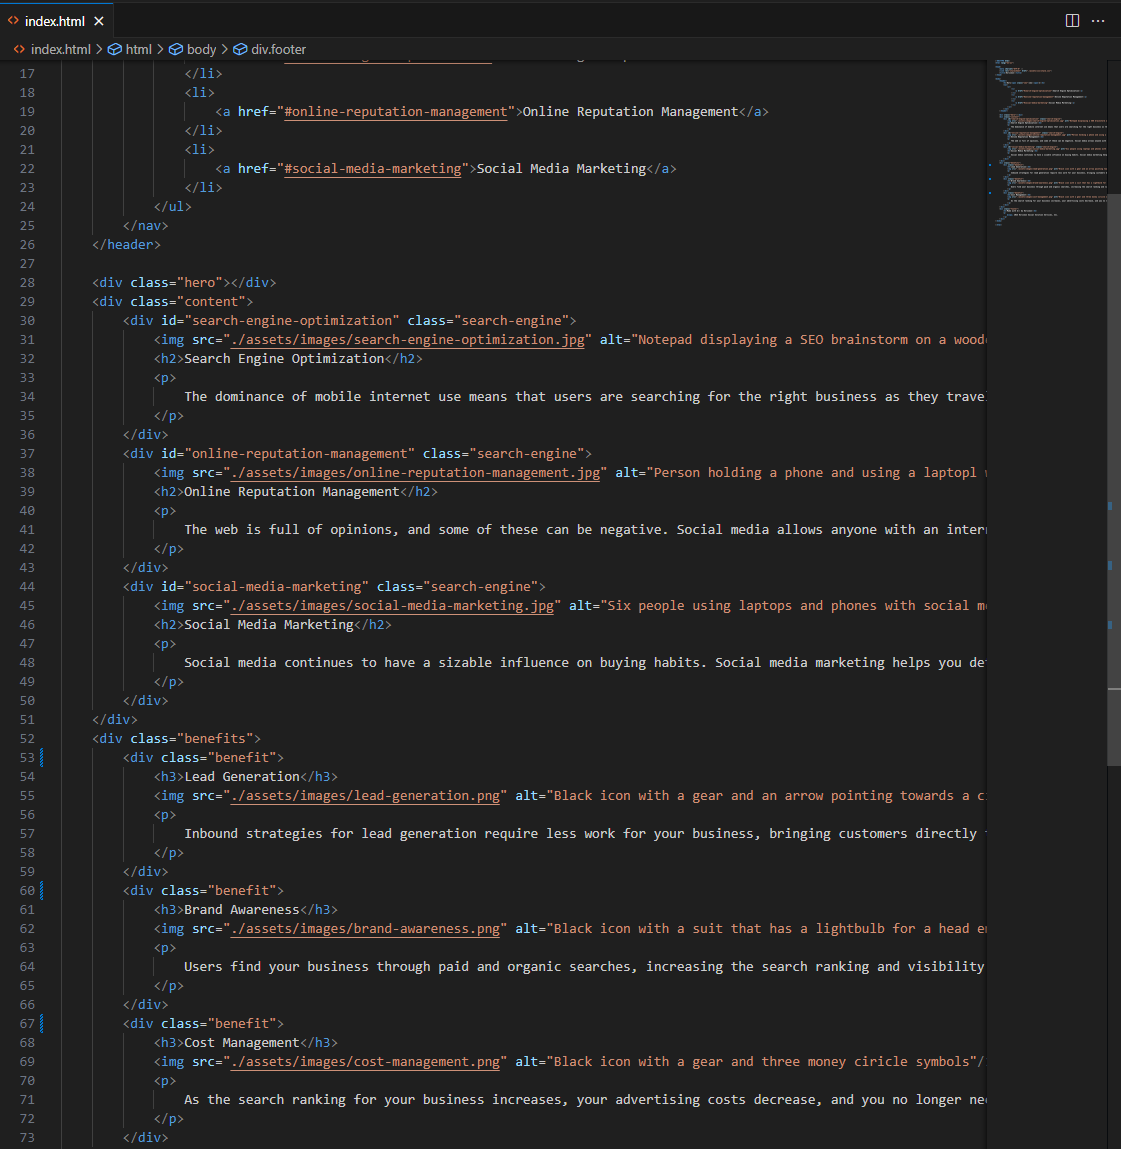 index.html
index.html > html > body > div.footer
17 </li>
18 <li>
19 <a href="#online-reputation-management">Online Reputation Management</a>
20 </li>
21 <li>
22 <a href="#social-media-marketing">Social Media Marketing</a>
23 </li>
24 </ul>
25 </nav>
26 </header>
27
28 <div class="hero"></div>
29 <div class="content">
30 <div id="search-engine-optimization" class="search-engine">
31 <img src="./assets/images/search-engine-optimization.jpg" alt="Notepad displaying a SEO brainstorm on a
32 <h2>Search Engine Optimization</h2>
33 <p>
34 The dominance of mobile internet use means that users are searching for the right business as they
35 </p>
36 </div>
37 <div id="online-reputation-management" class="search-engine">
38 <img src="./assets/images/online-reputation-management.jpg" alt="Person holding a phone and using a laptopl
39 <h2>Online Reputation Management</h2>
40 <p>
41 The web is full of opinions, and some of these can be negative. Social media allows anyone with an
42 </p>
43 </div>
44 <div id="social-media-marketing" class="search-engine">
45 <img src="./assets/images/social-media-marketing.jpg" alt="Six people using laptops and phones with social
46 <h2>Social Media Marketing</h2>
47 <p>
48 Social media continues to have a sizable influence on buying habits. Social media marketing helps you
49 </p>
50 </div>
51 </div>
52 <div class="benefits">
53 <div class="benefit">
54 <h3>Lead Generation</h3>
55 <img src="./assets/images/lead-generation.png" alt="Black icon with a gear and an arrow pointing towards a
56 <p>
57 Inbound strategies for lead generation require less work for your business, bringing customers directly
58 </p>
59 </div>
60 <div class="benefit">
61 <h3>Brand Awareness</h3>
62 <img src="./assets/images/brand-awareness.png" alt="Black icon with a suit that has a lightbulb for a head
63 <p>
64 Users find your business through paid and organic searches, increasing the search ranking and visibility
65 </p>
66 </div>
67 <div class="benefit">
68 <h3>Cost Management</h3>
69 <img src="./assets/images/cost-management.png" alt="Black icon with a gear and three money ciricle symbols"/
70 <p>
71 As the search ranking for your business increases, your advertising costs decrease, and you no longer
72 </p>
73 </div>